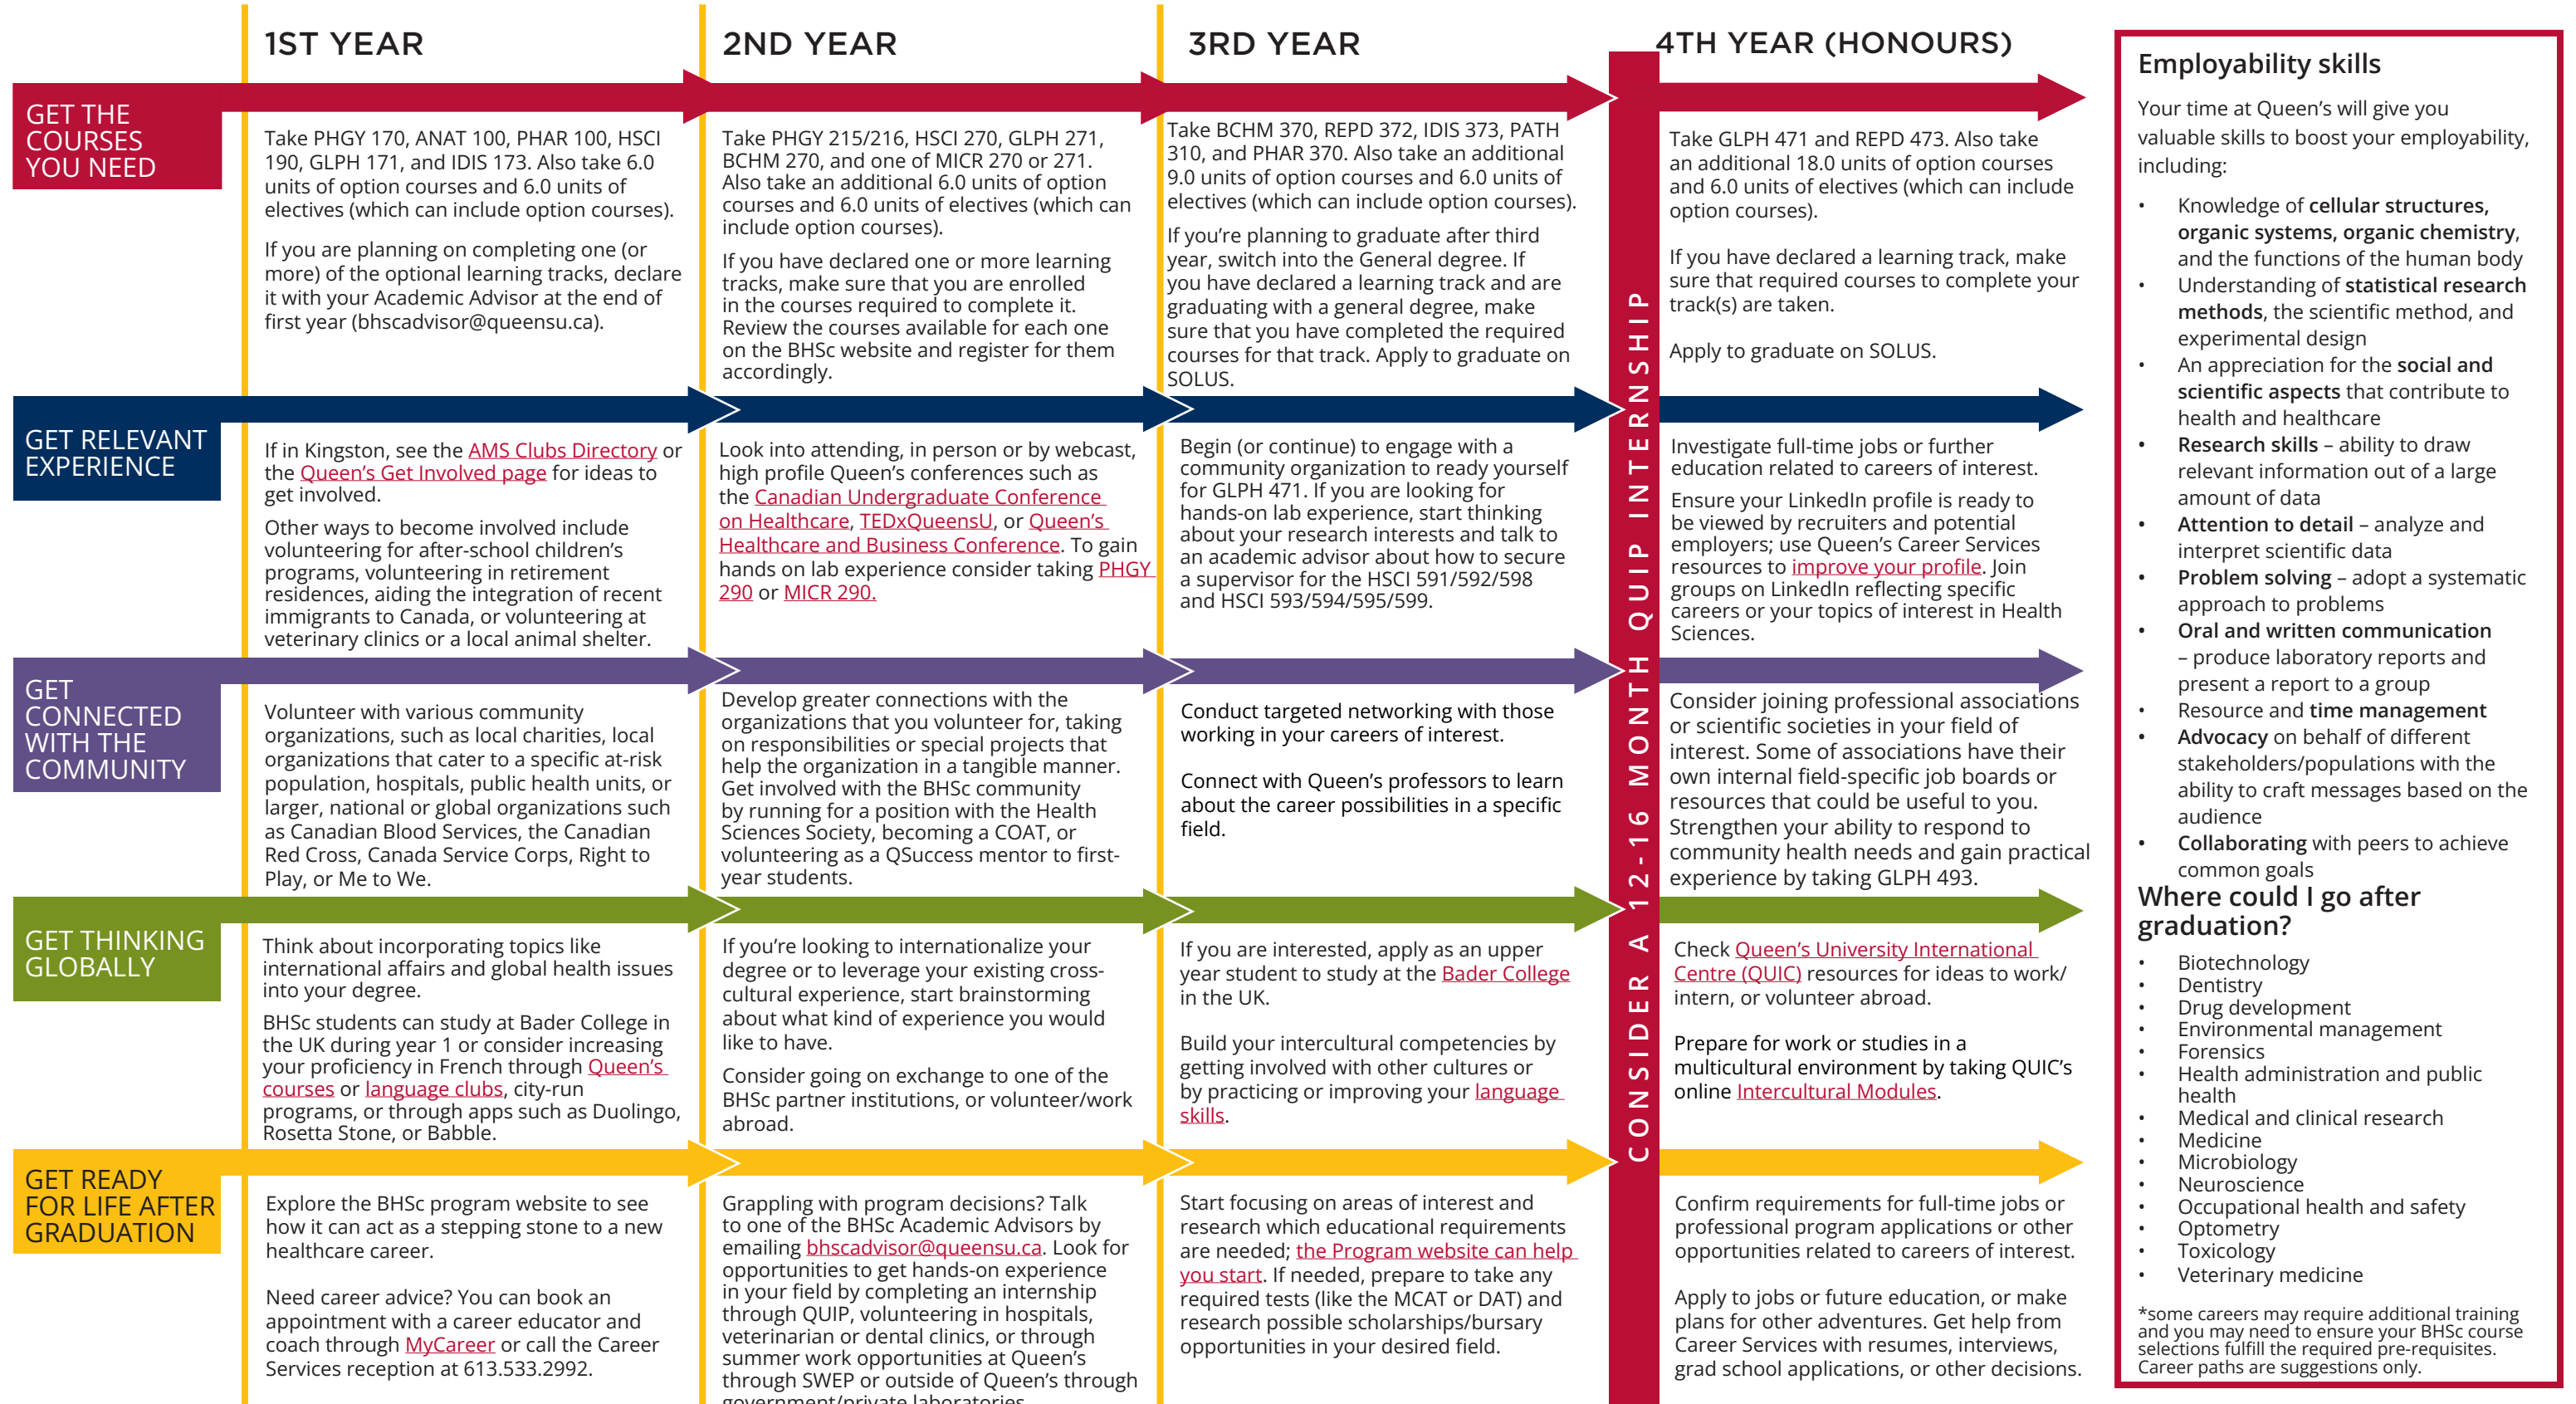 1ST YEAR
2ND YEAR
3RD YEAR
4TH YEAR (HONOURS)
GET THE
COURSES
YOU NEED
Take PHGY 170, ANAT 100, PHAR 100, HSCI
190, GLPH 171, and IDIS 173. Also take 6.0
units of option courses and 6.0 units of
electives (which can include option courses).
If you are planning on completing one (or
more) of the optional learning tracks, declare
it with your Academic Advisor at the end of
first year (bhscadvisor@queensu.ca).
Take PHGY 215/216, HSCI 270, GLPH 271,
BCHM 270, and one of MICR 270 or 271.
Also take an additional 6.0 units of option
courses and 6.0 units of electives (which can
include option courses).
If you have declared one or more learning
tracks, make sure that you are enrolled
in the courses required to complete it.
Review the courses available for each one
on the BHSc website and register for them
accordingly.
Take BCHM 370, REPD 372, IDIS 373, PATH
310, and PHAR 370. Also take an additional
9.0 units of option courses and 6.0 units of
electives (which can include option courses).
If you're planning to graduate after third
year, switch into the General degree. If
you have declared a learning track and are
graduating with a general degree, make
sure that you have completed the required
courses for that track. Apply to graduate on
SOLUS.
Take GLPH 471 and REPD 473. Also take
an additional 18.0 units of option courses
and 6.0 units of electives (which can include
option courses).
If you have declared a learning track, make
sure that required courses to complete your
track(s) are taken.
Apply to graduate on SOLUS.
GET RELEVANT
EXPERIENCE
If in Kingston, see the AMS Clubs Directory or
the Queen's Get Involved page for ideas to
get involved.
Other ways to become involved include
volunteering for after-school children's
programs, volunteering in retirement
residences, aiding the integration of recent
immigrants to Canada, or volunteering at
veterinary clinics or a local animal shelter.
Look into attending, in person or by webcast,
high profile Queen's conferences such as
the Canadian Undergraduate Conference
on Healthcare, TEDxQueensU, or Queen's
Healthcare and Business Conference. To gain
hands on lab experience consider taking PHGY
290 or MICR 290.
Begin (or continue) to engage with a
community organization to ready yourself
for GLPH 471. If you are looking for
hands-on lab experience, start thinking
about your research interests and talk to
an academic advisor about how to secure
a supervisor for the HSCI 591/592/598
and HSCI 593/594/595/599.
Investigate full-time jobs or further
education related to careers of interest.
Ensure your LinkedIn profile is ready to
be viewed by recruiters and potential
employers; use Queen's Career Services
resources to improve your profile. Join
groups on LinkedIn reflecting specific
careers or your topics of interest in Health
Sciences.
GET
CONNECTED
WITH THE
COMMUNITY
Volunteer with various community
organizations, such as local charities, local
organizations that cater to a specific at-risk
population, hospitals, public health units, or
larger, national or global organizations such
as Canadian Blood Services, the Canadian
Red Cross, Canada Service Corps, Right to
Play, or Me to We.
Develop greater connections with the
organizations that you volunteer for, taking
on responsibilities or special projects that
help the organization in a tangible manner.
Get involved with the BHSc community
by running for a position with the Health
Sciences Society, becoming a COAT, or
volunteering as a QSuccess mentor to first-
year students.
Conduct targeted networking with those
working in your careers of interest.
Connect with Queen's professors to learn
about the career possibilities in a specific
field.
Consider joining professional associations
or scientific societies in your field of
interest. Some of associations have their
own internal field-specific job boards or
resources that could be useful to you.
Strengthen your ability to respond to
community health needs and gain practical
experience by taking GLPH 493.
GET THINKING
GLOBALLY
Think about incorporating topics like
international affairs and global health issues
into your degree.
BHSc students can study at Bader College in
the UK during year 1 or consider increasing
your proficiency in French through Queen's
courses or language clubs, city-run
programs, or through apps such as Duolingo,
Rosetta Stone, or Babble.
If you're looking to internationalize your
degree or to leverage your existing cross-
cultural experience, start brainstorming
about what kind of experience you would
like to have.
Consider going on exchange to one of the
BHSc partner institutions, or volunteer/work
abroad.
If you are interested, apply as an upper
year student to study at the Bader College
in the UK.
Build your intercultural competencies by
getting involved with other cultures or
by practicing or improving your language
skills.
Check Queen's University International
Centre (QUIC) resources for ideas to work/
intern, or volunteer abroad.
Prepare for work or studies in a
multicultural environment by taking QUIC's
online Intercultural Modules.
GET READY
FOR LIFE AFTER
GRADUATION
Explore the BHSc program website to see
how it can act as a stepping stone to a new
healthcare career.
Need career advice? You can book an
appointment with a career educator and
coach through MyCareer or call the Career
Services reception at 613.533.2992.
Grappling with program decisions? Talk
to one of the BHSc Academic Advisors by
emailing bhscadvisor@queensu.ca. Look for
opportunities to get hands-on experience
in your field by completing an internship
through QUIP, volunteering in hospitals,
veterinarian or dental clinics, or through
summer work opportunities at Queen's
through SWEP or outside of Queen's through
government/private laboratories
Start focusing on areas of interest and
research which educational requirements
are needed; the Program website can help
you start. If needed, prepare to take any
required tests (like the MCAT or DAT) and
research possible scholarships/bursary
opportunities in your desired field.
Confirm requirements for full-time jobs or
professional program applications or other
opportunities related to careers of interest.
Apply to jobs or future education, or make
plans for other adventures. Get help from
Career Services with resumes, interviews,
grad school applications, or other decisions.
CONSIDER A 12-16 MONTH QUIP INTERNSHIP
Employability skills
Your time at Queen's will give you
valuable skills to boost your employability,
including:
• Knowledge of cellular structures,
organic systems, organic chemistry,
and the functions of the human body
• Understanding of statistical research
methods, the scientific method, and
experimental design
• An appreciation for the social and
scientific aspects that contribute to
health and healthcare
• Research skills – ability to draw
relevant information out of a large
amount of data
• Attention to detail – analyze and
interpret scientific data
• Problem solving – adopt a systematic
approach to problems
• Oral and written communication
– produce laboratory reports and
present a report to a group
• Resource and time management
• Advocacy on behalf of different
stakeholders/populations with the
ability to craft messages based on the
audience
• Collaborating with peers to achieve
common goals
Where could I go after
graduation?
• Biotechnology
• Dentistry
• Drug development
• Environmental management
• Forensics
• Health administration and public
health
• Medical and clinical research
• Medicine
• Microbiology
• Neuroscience
• Occupational health and safety
• Optometry
• Toxicology
• Veterinary medicine
*some careers may require additional training
and you may need to ensure your BHSc course
selections fulfill the required pre-requisites.
Career paths are suggestions only.